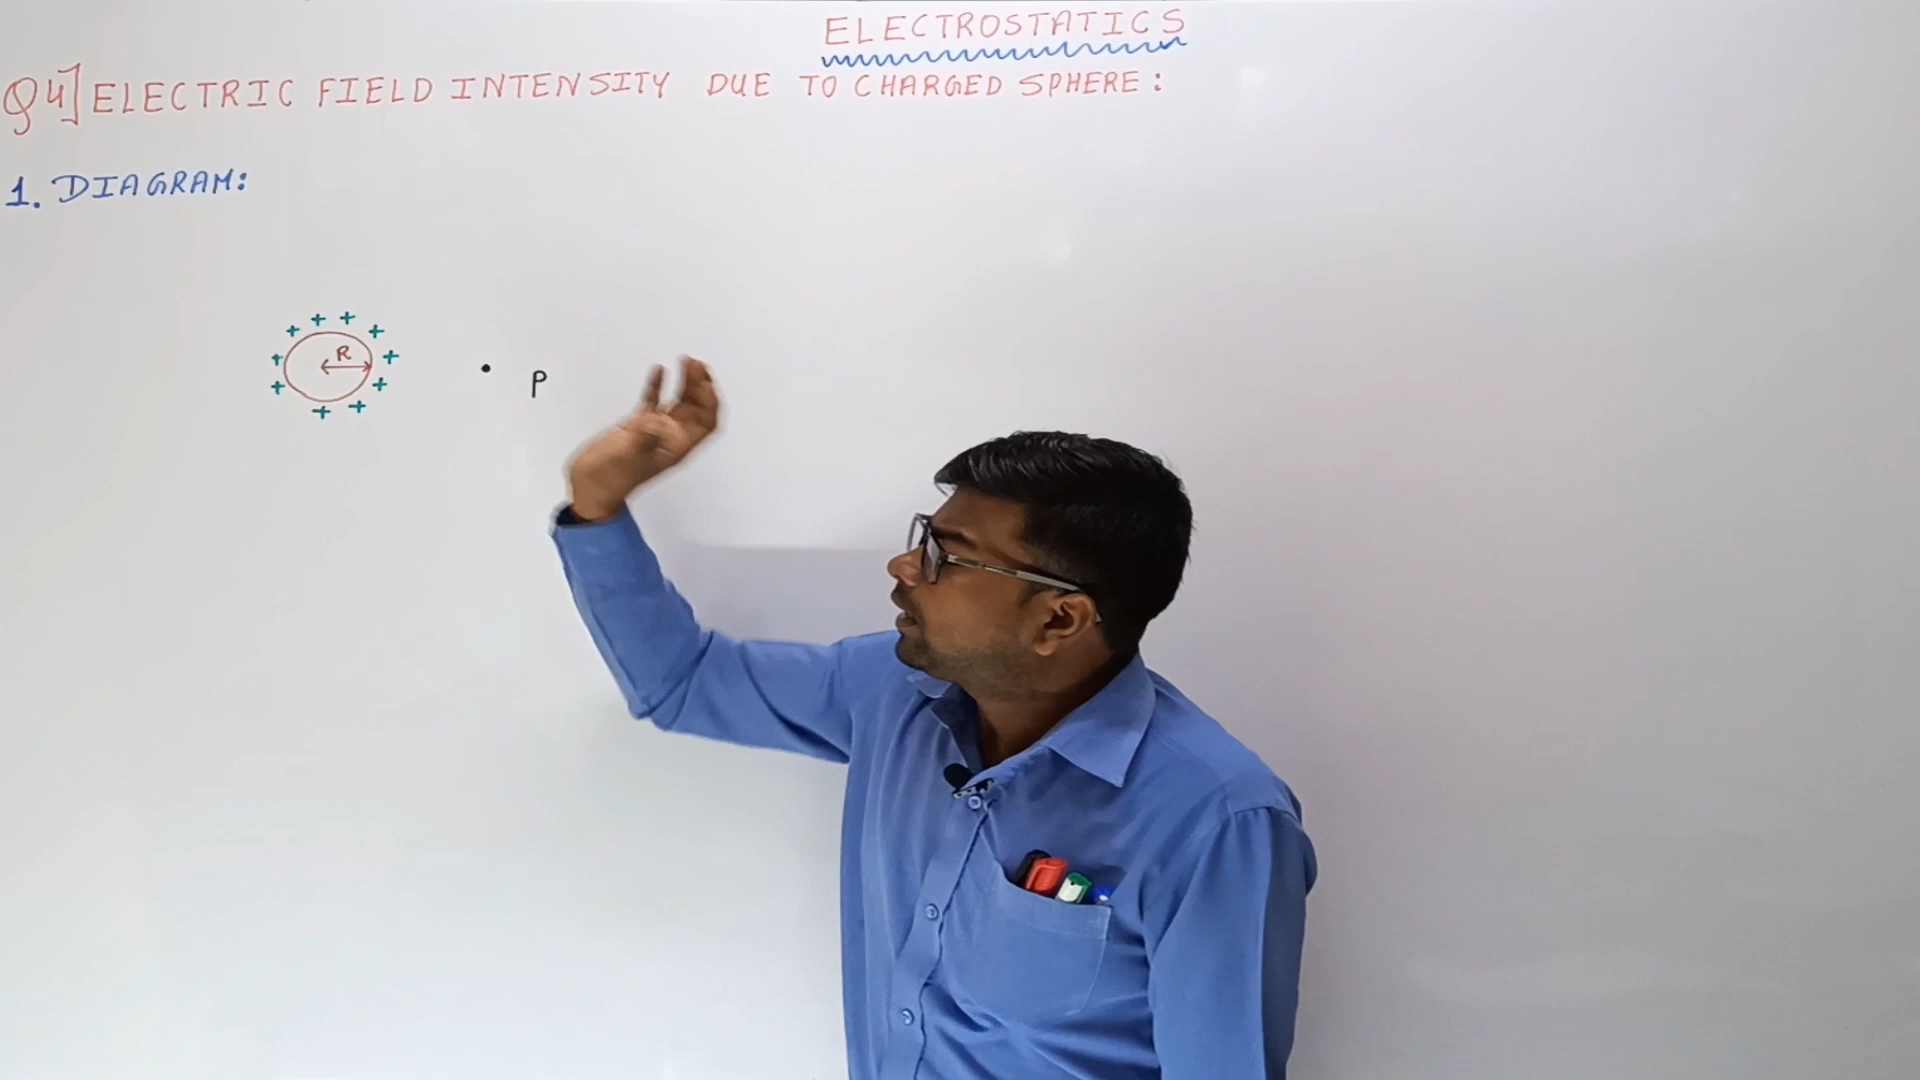 ELECTROSTATICS
Q4] ELECTRIC FIELD INTENSITY DUE TO CHARGED SPHERE:
1. DIAGRAM:
+ + + + + + + + + + +
R
P